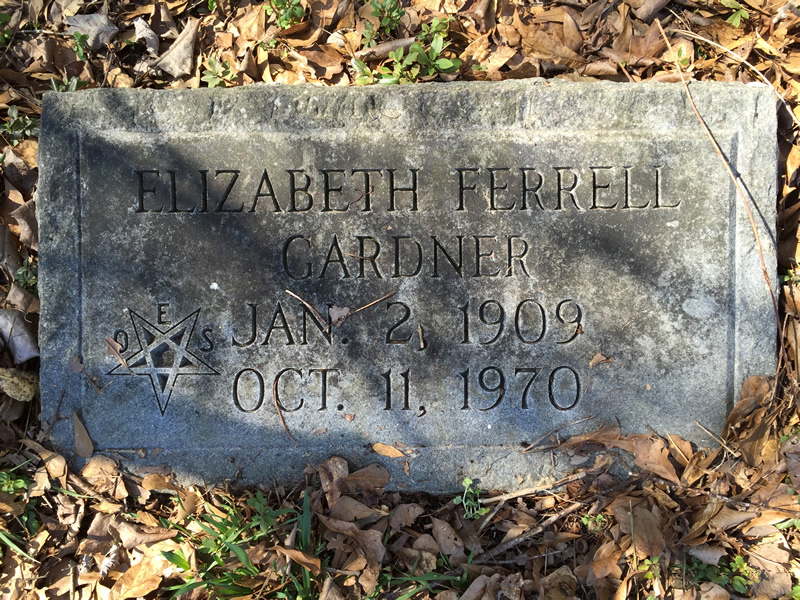 ELIZABETH FERRELL
GARDNER
JAN. 2, 1909
OCT. 11, 1970
O E S